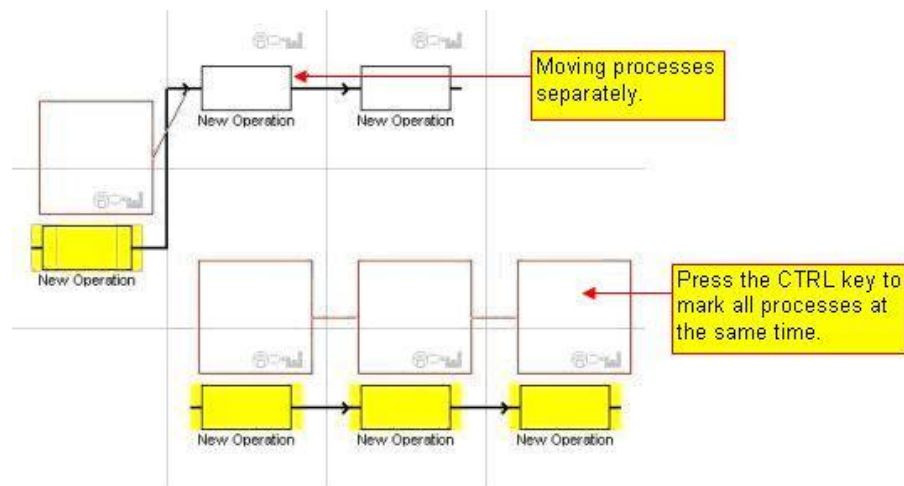 Moving processes
separately.
New Operation
New Operation
New Operation
Press the CTRL key to
mark all processes at
the same time.
New Operation
New Operation
New Operation